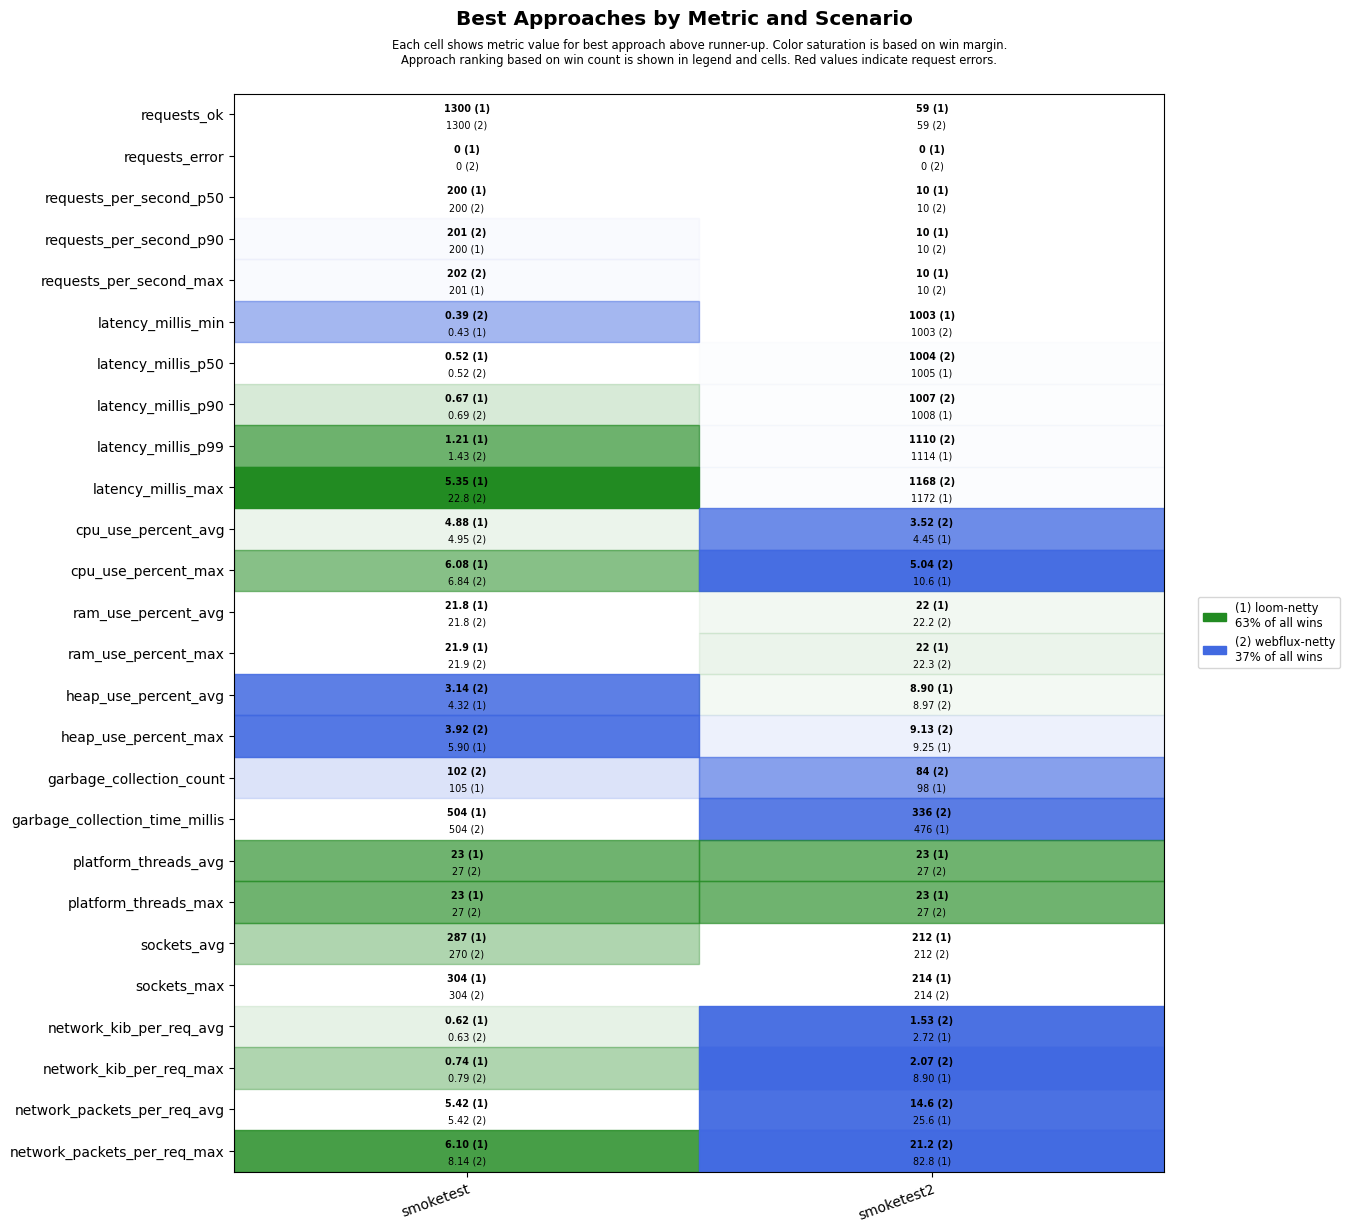 Best Approaches by Metric and Scenario
Each cell shows metric value for best approach above runner-up. Color saturation is based on win margin.
Approach ranking based on win count is shown in legend and cells. Red values indicate request errors.
requests_ok
1300 (1)
1300 (2)
59 (1)
59 (2)
requests_error
0 (1)
0 (2)
0 (1)
0 (2)
requests_per_second_p50
200 (1)
200 (2)
10 (1)
10 (2)
requests_per_second_p90
201 (2)
200 (1)
10 (1)
10 (2)
requests_per_second_max
202 (2)
201 (1)
10 (1)
10 (2)
latency_millis_min
0.39 (2)
0.43 (1)
1003 (1)
1003 (2)
latency_millis_p50
0.52 (1)
0.52 (2)
1004 (2)
1005 (1)
latency_millis_p90
0.67 (1)
0.69 (2)
1007 (2)
1008 (1)
latency_millis_p99
1.21 (1)
1.43 (2)
1110 (2)
1114 (1)
latency_millis_max
5.35 (1)
22.8 (2)
1168 (2)
1172 (1)
cpu_use_percent_avg
4.88 (1)
4.95 (2)
3.52 (2)
4.45 (1)
cpu_use_percent_max
6.08 (1)
6.84 (2)
5.04 (2)
10.6 (1)
ram_use_percent_avg
21.8 (1)
21.8 (2)
22 (1)
22.2 (2)
ram_use_percent_max
21.9 (1)
21.9 (2)
22 (1)
22.3 (2)
heap_use_percent_avg
3.14 (2)
4.32 (1)
8.90 (1)
8.97 (2)
heap_use_percent_max
3.92 (2)
5.90 (1)
9.13 (2)
9.25 (1)
garbage_collection_count
102 (2)
105 (1)
84 (2)
98 (1)
garbage_collection_time_millis
504 (1)
504 (2)
336 (2)
476 (1)
platform_threads_avg
23 (1)
27 (2)
23 (1)
27 (2)
platform_threads_max
23 (1)
27 (2)
23 (1)
27 (2)
sockets_avg
287 (1)
270 (2)
212 (1)
212 (2)
sockets_max
304 (1)
304 (2)
214 (1)
214 (2)
network_kib_per_req_avg
0.62 (1)
0.63 (2)
1.53 (2)
2.72 (1)
network_kib_per_req_max
0.74 (1)
0.79 (2)
2.07 (2)
8.90 (1)
network_packets_per_req_avg
5.42 (1)
5.42 (2)
14.6 (2)
25.6 (1)
network_packets_per_req_max
6.10 (1)
8.14 (2)
21.2 (2)
82.8 (1)
smoketest
smoketest2
(1) loom-netty
63% of all wins
(2) webflux-netty
37% of all wins